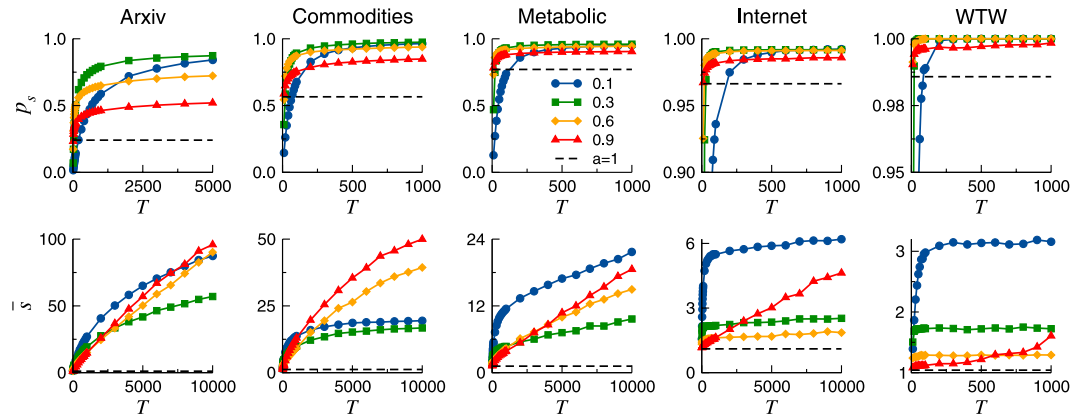 Arxiv Commodities Metabolic Internet WTW
1.0 1.0 1.0 1.00 1.00
p_s 0.5 0.5 0.5 0.95 0.98
0.1
0.3
0.6
0.9
a=1
0.0 0.0 0.0 0.90 0.95
0 2500 5000 0 500 1000 0 500 1000 0 500 1000 0 500 1000
T T T T T
100 50 24 6 3
s̄ 50 25 12 3 2
0 0 0 0 1
0 5000 10000 0 5000 10000 0 5000 10000 0 500 1000 0 500 1000
T T T T T